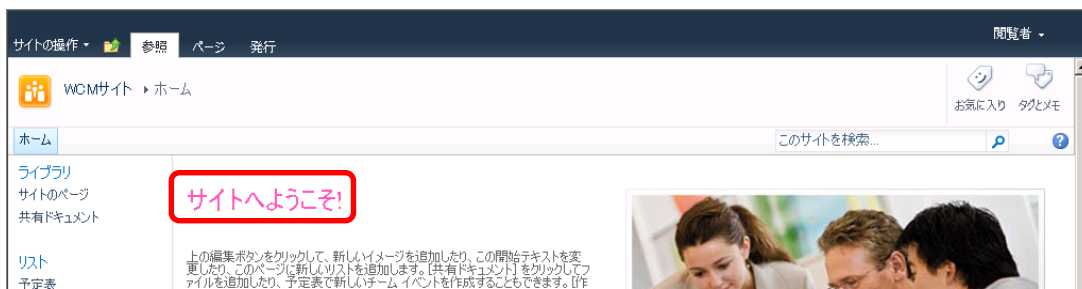 閲覧者
サイトの操作 参照 ページ 発行
WCMサイト ホーム
お気に入り タグとメモ
ホーム このサイトを検索...
ライブラリ
サイトのページ
共有ドキュメント
サイトへようこそ!
リスト
予定表
上の編集ボタンをクリックして、新しいイメージを追加したり、この開始テキストを変
更したり、このページに新しいリストを追加します。[共有ドキュメント] をクリックしてフ
ァイルを追加したり、予定表で新しいチーム イベントを作成することもできます。[作